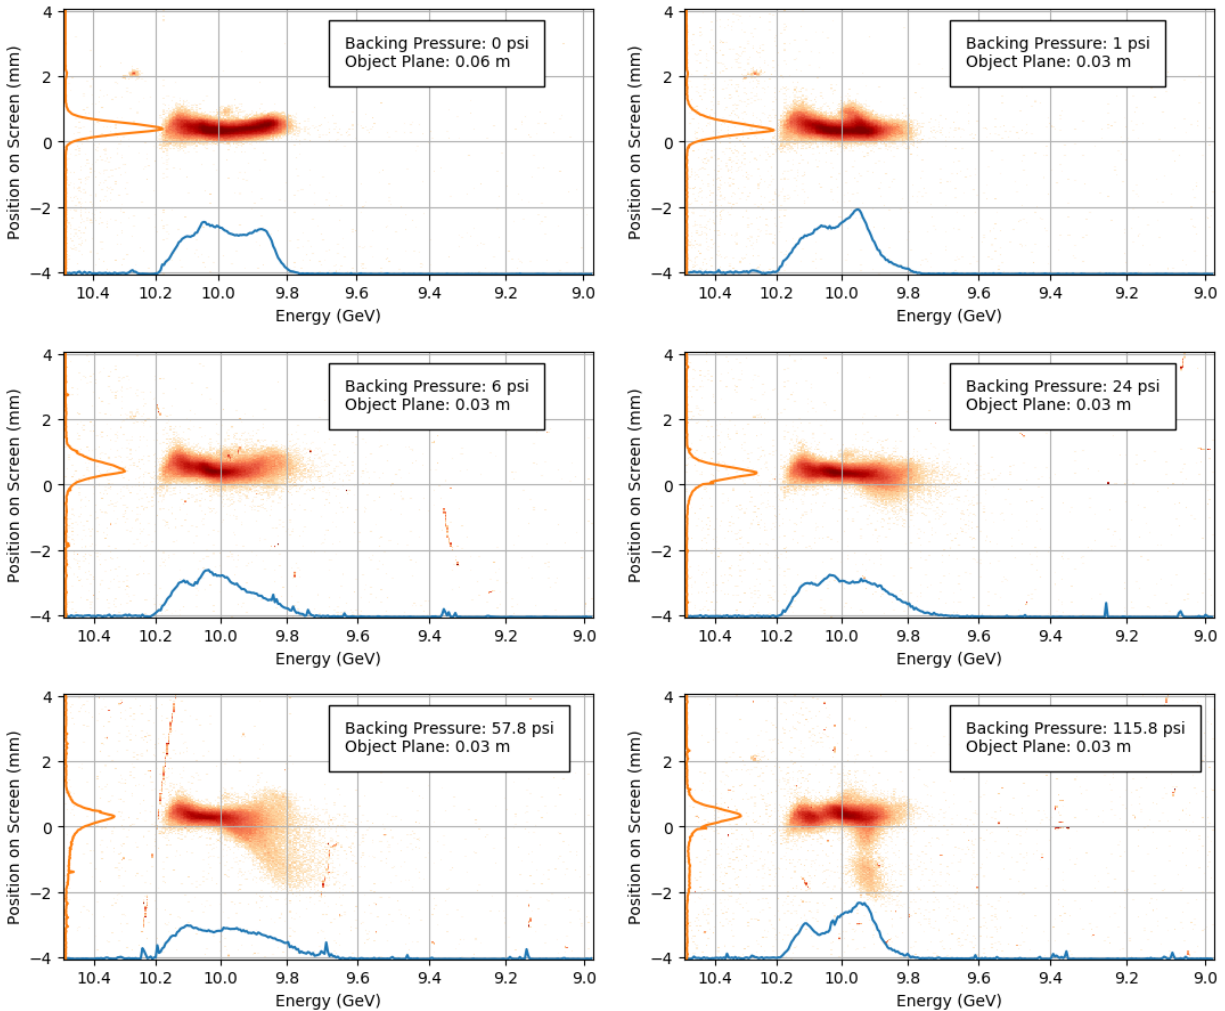 Backing Pressure: 0 psi
Object Plane: 0.06 m
Position on Screen (mm)
4
2
0
−2
−4
10.4 10.2 10.0 9.8 9.6 9.4 9.2 9.0
Energy (GeV)
Backing Pressure: 1 psi
Object Plane: 0.03 m
Position on Screen (mm)
4
2
0
−2
−4
10.4 10.2 10.0 9.8 9.6 9.4 9.2 9.0
Energy (GeV)
Backing Pressure: 6 psi
Object Plane: 0.03 m
Position on Screen (mm)
4
2
0
−2
−4
10.4 10.2 10.0 9.8 9.6 9.4 9.2 9.0
Energy (GeV)
Backing Pressure: 24 psi
Object Plane: 0.03 m
Position on Screen (mm)
4
2
0
−2
−4
10.4 10.2 10.0 9.8 9.6 9.4 9.2 9.0
Energy (GeV)
Backing Pressure: 57.8 psi
Object Plane: 0.03 m
Position on Screen (mm)
4
2
0
−2
−4
10.4 10.2 10.0 9.8 9.6 9.4 9.2 9.0
Energy (GeV)
Backing Pressure: 115.8 psi
Object Plane: 0.03 m
Position on Screen (mm)
4
2
0
−2
−4
10.4 10.2 10.0 9.8 9.6 9.4 9.2 9.0
Energy (GeV)